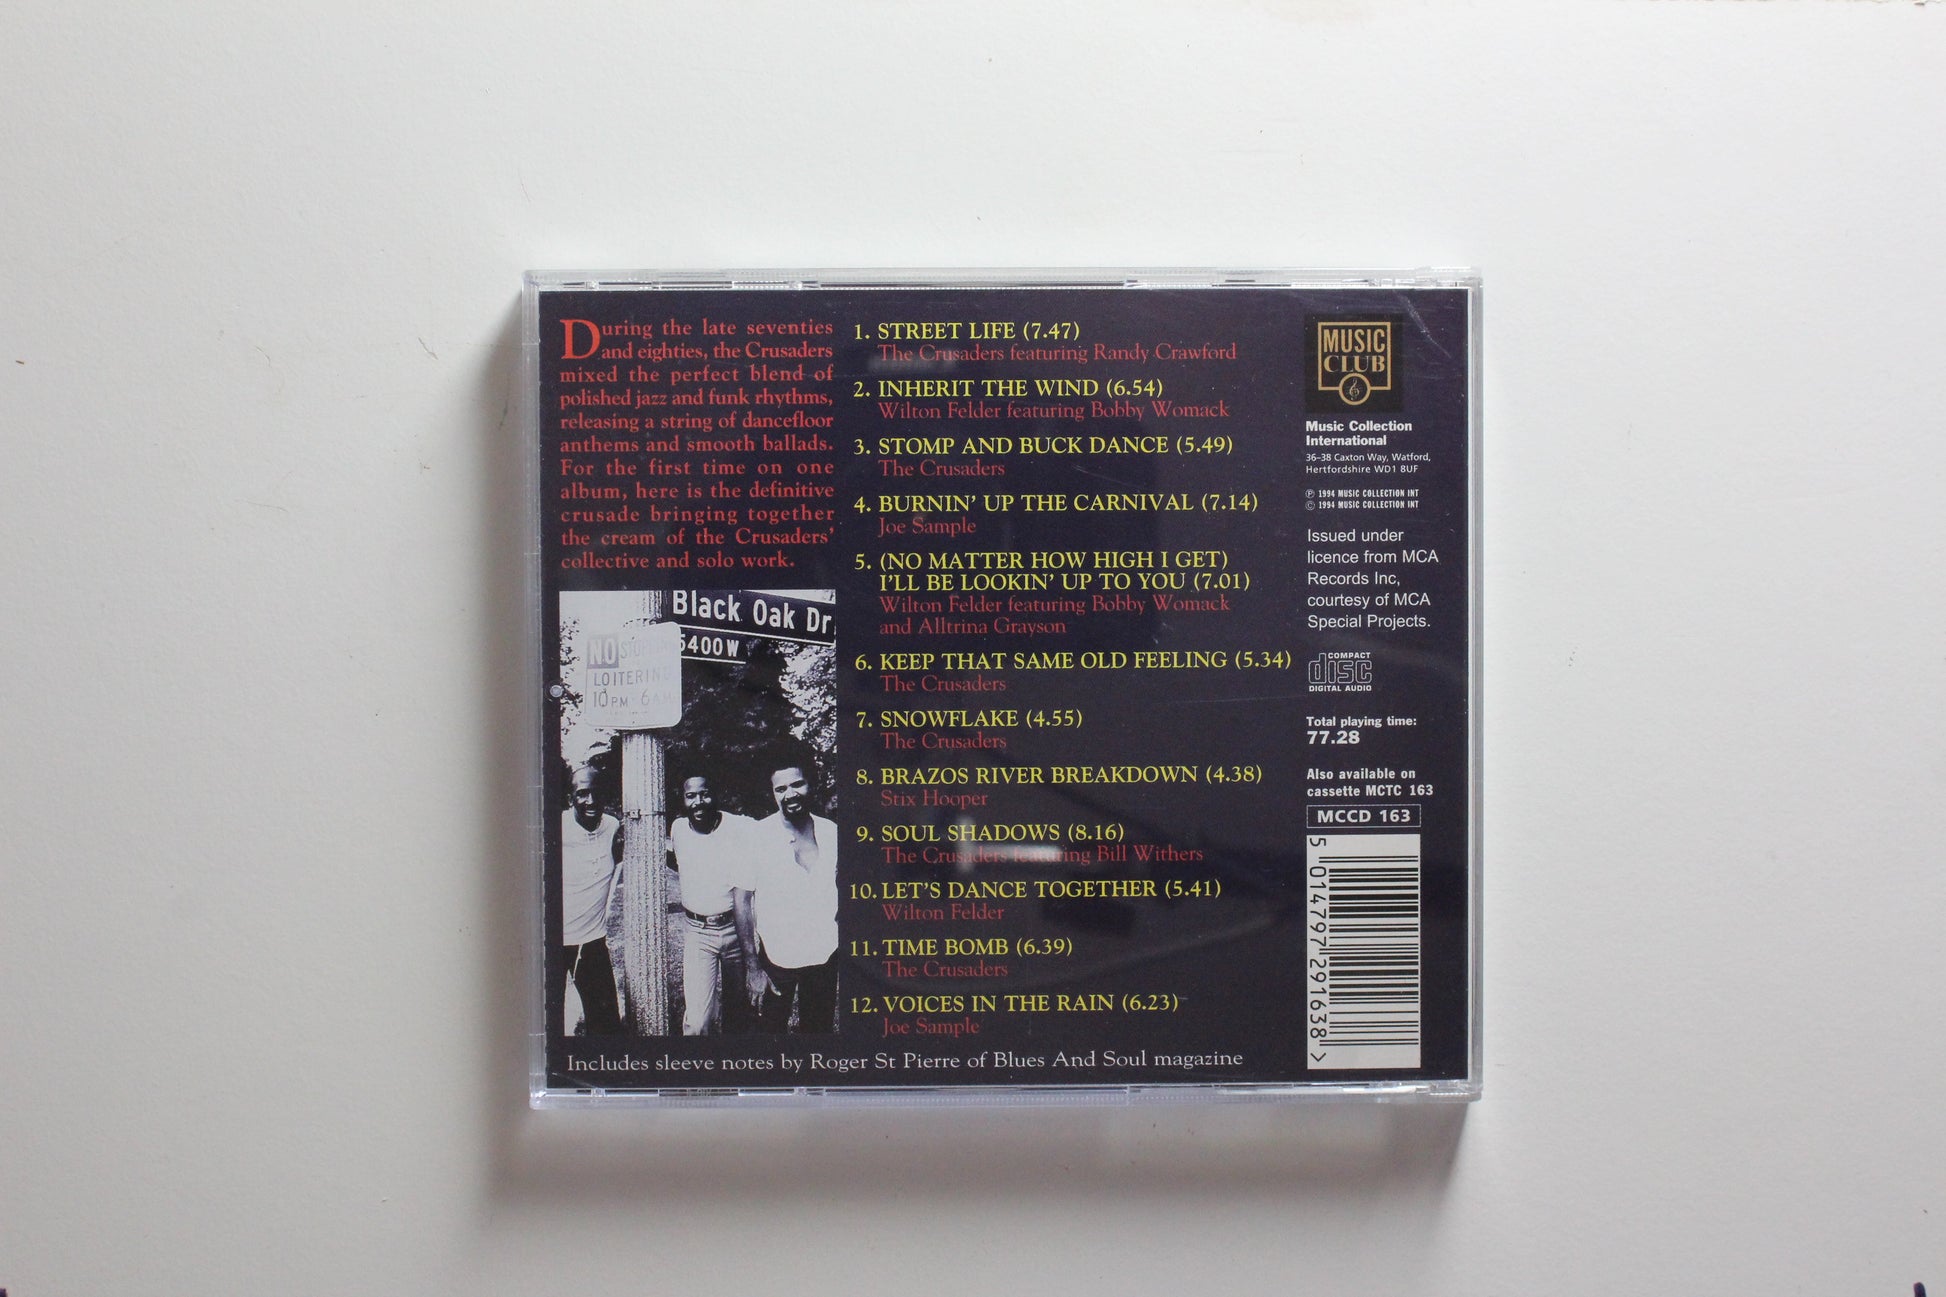 During the late seventies
and eighties, the Crusaders
mixed the perfect blend of
polished jazz and funk rhythms,
releasing a string of dancefloor
anthems and smooth ballads.
For the first time on one
album, here is the definitive
crusade bringing together
the cream of the Crusaders'
collective and solo work.
Black Oak Dr
5400 W
NO STOPPING
LOITERING
10 PM - 6 AM
1. STREET LIFE (7.47)
The Crusaders featuring Randy Crawford
2. INHERIT THE WIND (6.54)
Wilton Felder featuring Bobby Womack
3. STOMP AND BUCK DANCE (5.49)
The Crusaders
4. BURNIN' UP THE CARNIVAL (7.14)
Joe Sample
5. (NO MATTER HOW HIGH I GET)
I'LL BE LOOKIN' UP TO YOU (7.01)
Wilton Felder featuring Bobby Womack
and Alltrina Grayson
6. KEEP THAT SAME OLD FEELING (5.34)
The Crusaders
7. SNOWFLAKE (4.55)
The Crusaders
8. BRAZOS RIVER BREAKDOWN (4.38)
Stix Hooper
9. SOUL SHADOWS (8.16)
The Crusaders featuring Bill Withers
10. LET'S DANCE TOGETHER (5.41)
Wilton Felder
11. TIME BOMB (6.39)
The Crusaders
12. VOICES IN THE RAIN (6.23)
Joe Sample
Includes sleeve notes by Roger St Pierre of Blues And Soul magazine
MUSIC
CLUB
Music Collection
International
36–38 Caxton Way, Watford,
Hertfordshire WD1 8UF
℗ 1994 MUSIC COLLECTION INT
© 1994 MUSIC COLLECTION INT
Issued under
licence from MCA
Records Inc,
courtesy of MCA
Special Projects.
COMPACT
disc
DIGITAL AUDIO
Total playing time:
77.28
Also available on
cassette MCTC 163
MCCD 163
5 014797 291638 >